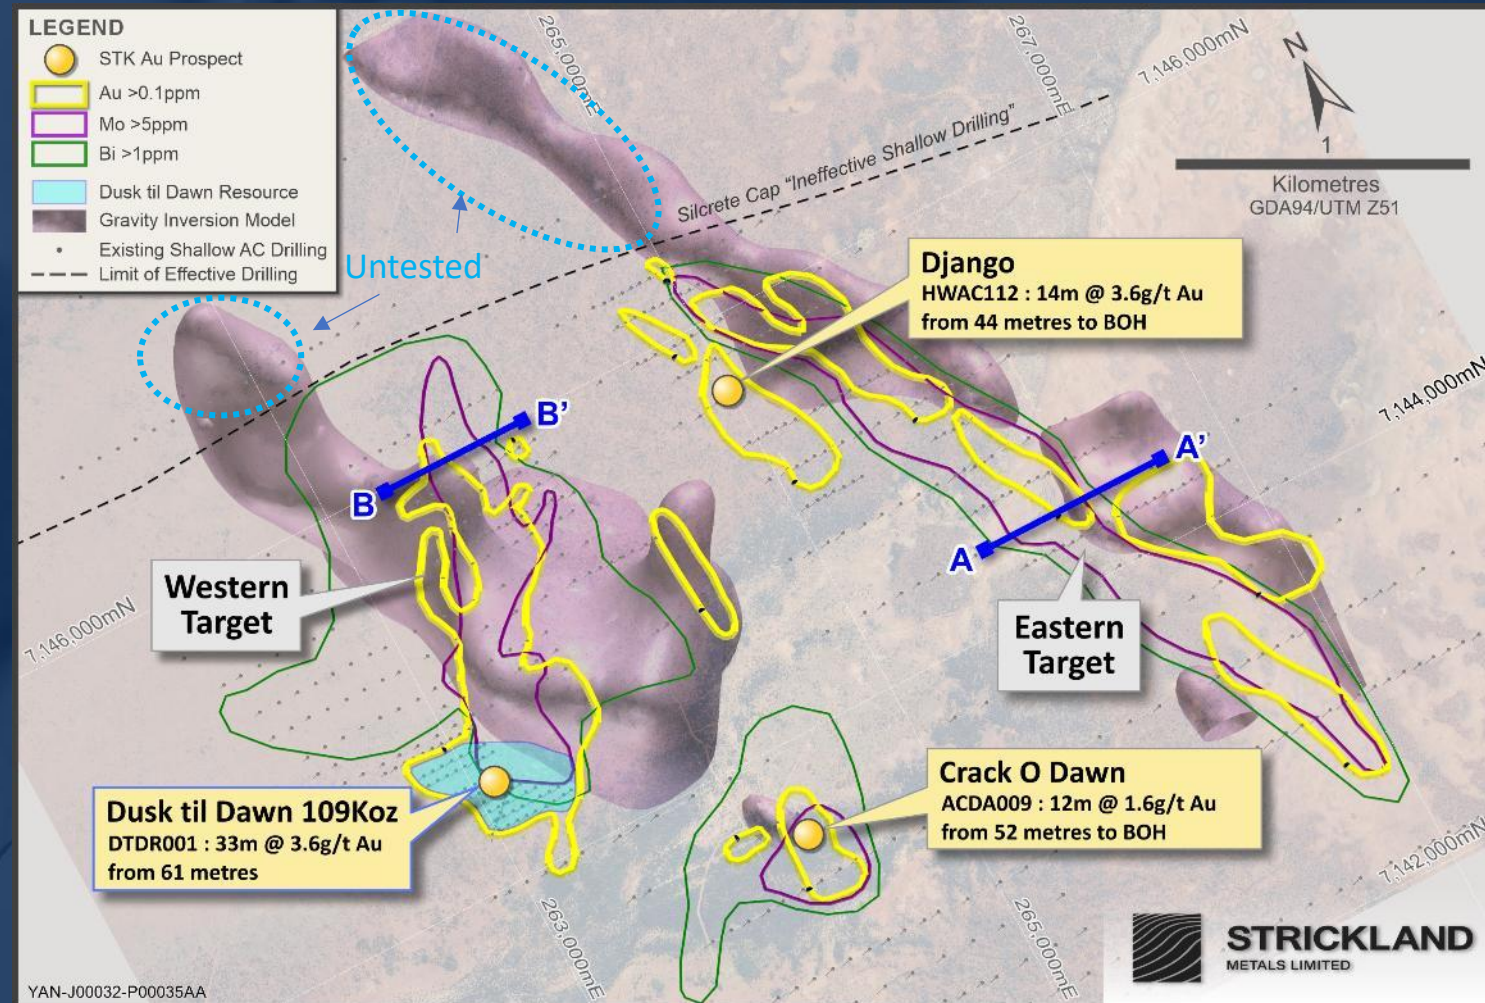 LEGEND
STK Au Prospect
Au >0.1ppm
Mo >5ppm
Bi >1ppm
Dusk til Dawn Resource
Gravity Inversion Model
Existing Shallow AC Drilling
Limit of Effective Drilling
265,000mE
267,000mE
7,146,000mN
N
1
Kilometres
GDA94/UTM Z51
Silcrete Cap "Ineffective Shallow Drilling"
Untested
Django
HWAC112 : 14m @ 3.6g/t Au
from 44 metres to BOH
7,144,000mN
B'
B
A'
A
Western
Target
Eastern
Target
7,146,000mN
Dusk til Dawn 109Koz
DTDR001 : 33m @ 3.6g/t Au
from 61 metres
Crack O Dawn
ACDA009 : 12m @ 1.6g/t Au
from 52 metres to BOH
7,142,000mN
263,000mE
265,000mE
STRICKLAND
METALS LIMITED
YAN-J00032-P00035AA